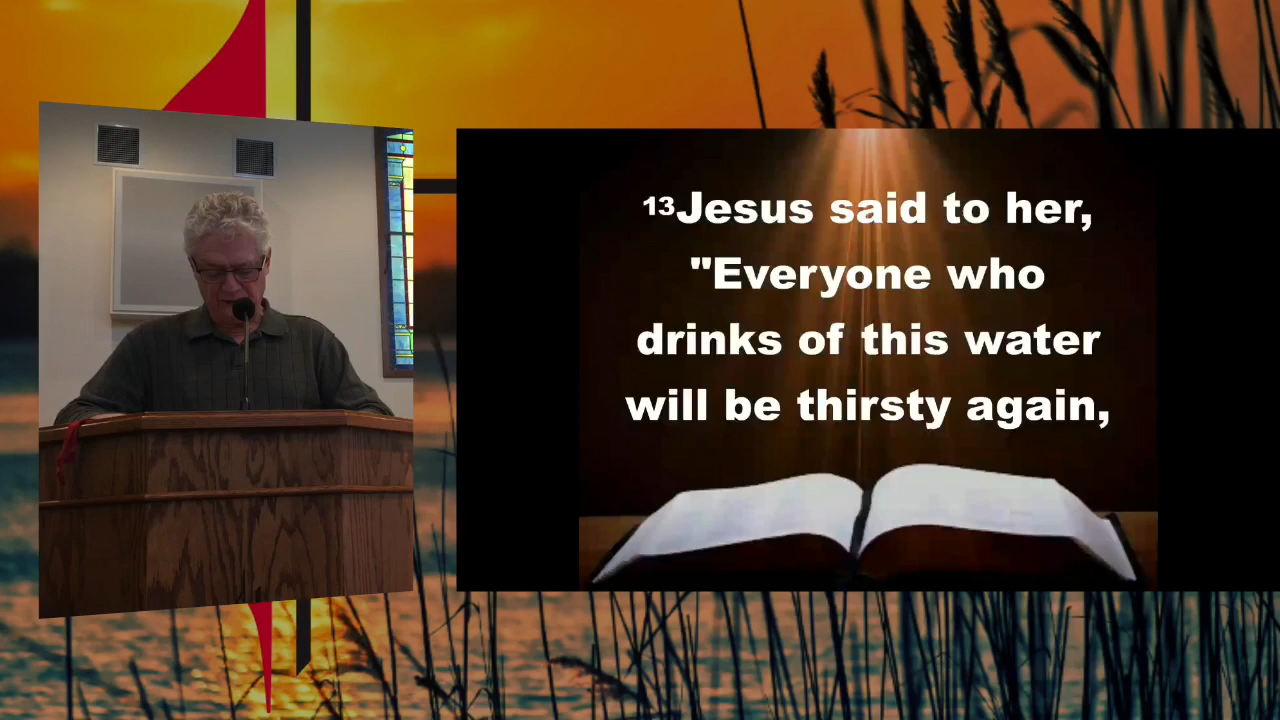 13Jesus said to her,
"Everyone who
drinks of this water
will be thirsty again,